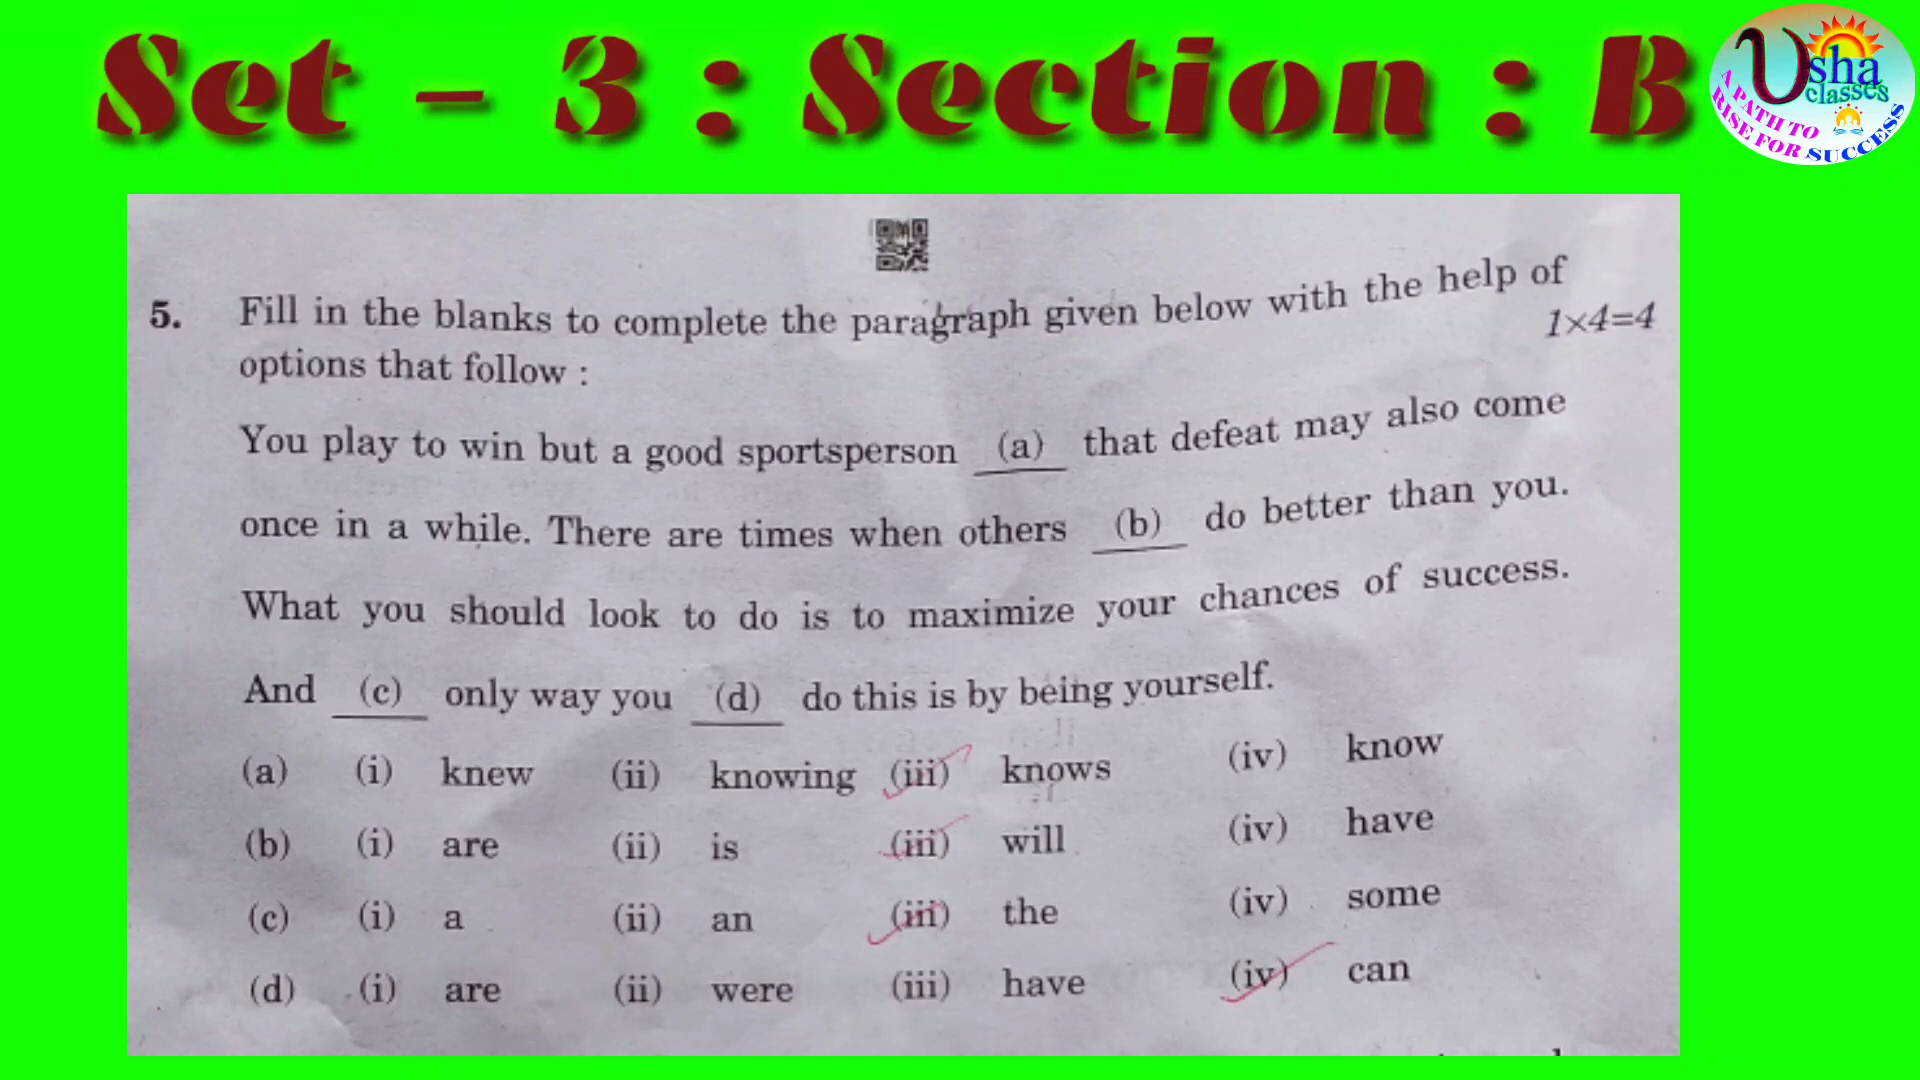 Set - 3 : Section : B
Usha
classes
A PATH TO
RISE FOR SUCCESS
5. Fill in the blanks to complete the paragraph given below with the help of
options that follow : 1×4=4
You play to win but a good sportsperson (a) that defeat may also come
once in a while. There are times when others (b) do better than you.
What you should look to do is to maximize your chances of success.
And (c) only way you (d) do this is by being yourself.
(a) (i) knew (ii) knowing (iii) knows (iv) know
(b) (i) are (ii) is (iii) will (iv) have
(c) (i) a (ii) an (iii) the (iv) some
(d) (i) are (ii) were (iii) have (iv) can